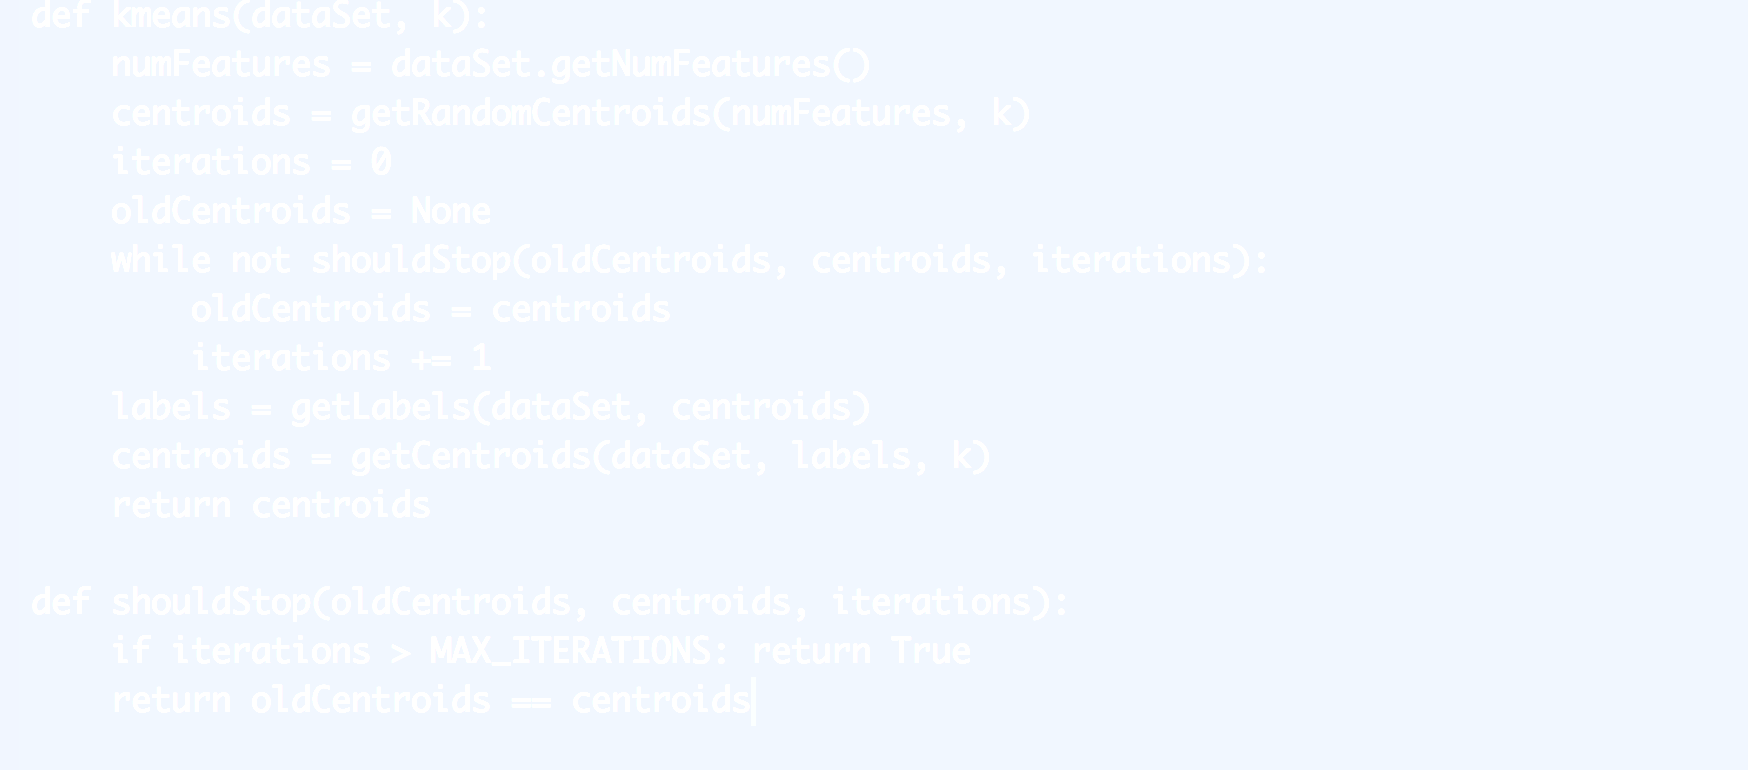 def kmeans(dataSet, k):
    numFeatures = dataSet.getNumFeatures()
    centroids = getRandomCentroids(numFeatures, k)
    iterations = 0
    oldCentroids = None
    while not shouldStop(oldCentroids, centroids, iterations):
        oldCentroids = centroids
        iterations += 1
    labels = getLabels(dataSet, centroids)
    centroids = getCentroids(dataSet, labels, k)
    return centroids

def shouldStop(oldCentroids, centroids, iterations):
    if iterations > MAX_ITERATIONS: return True
    return oldCentroids == centroids